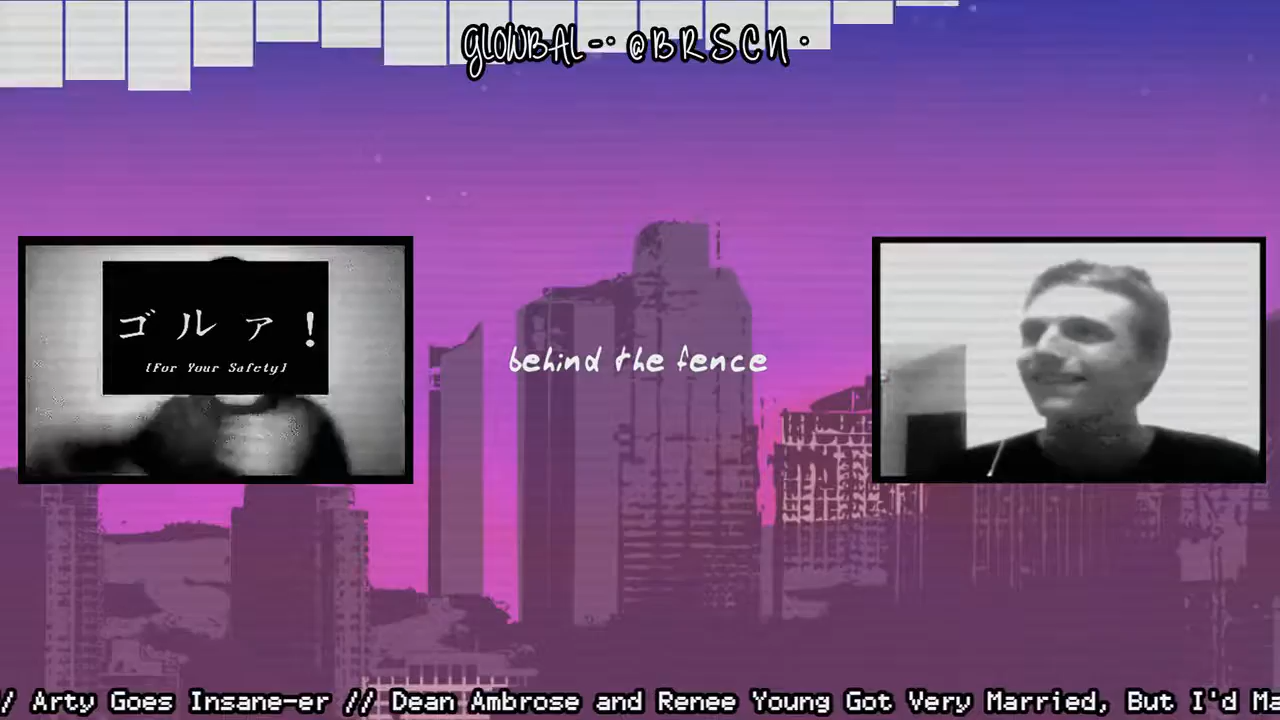 GLOWBAL -· @BRSCN ·
ゴルァ！
[For Your Safety]
behind the fence
// Arty Goes Insane-er // Dean Ambrose and Renee Young Got Very Married, But I'd Ma